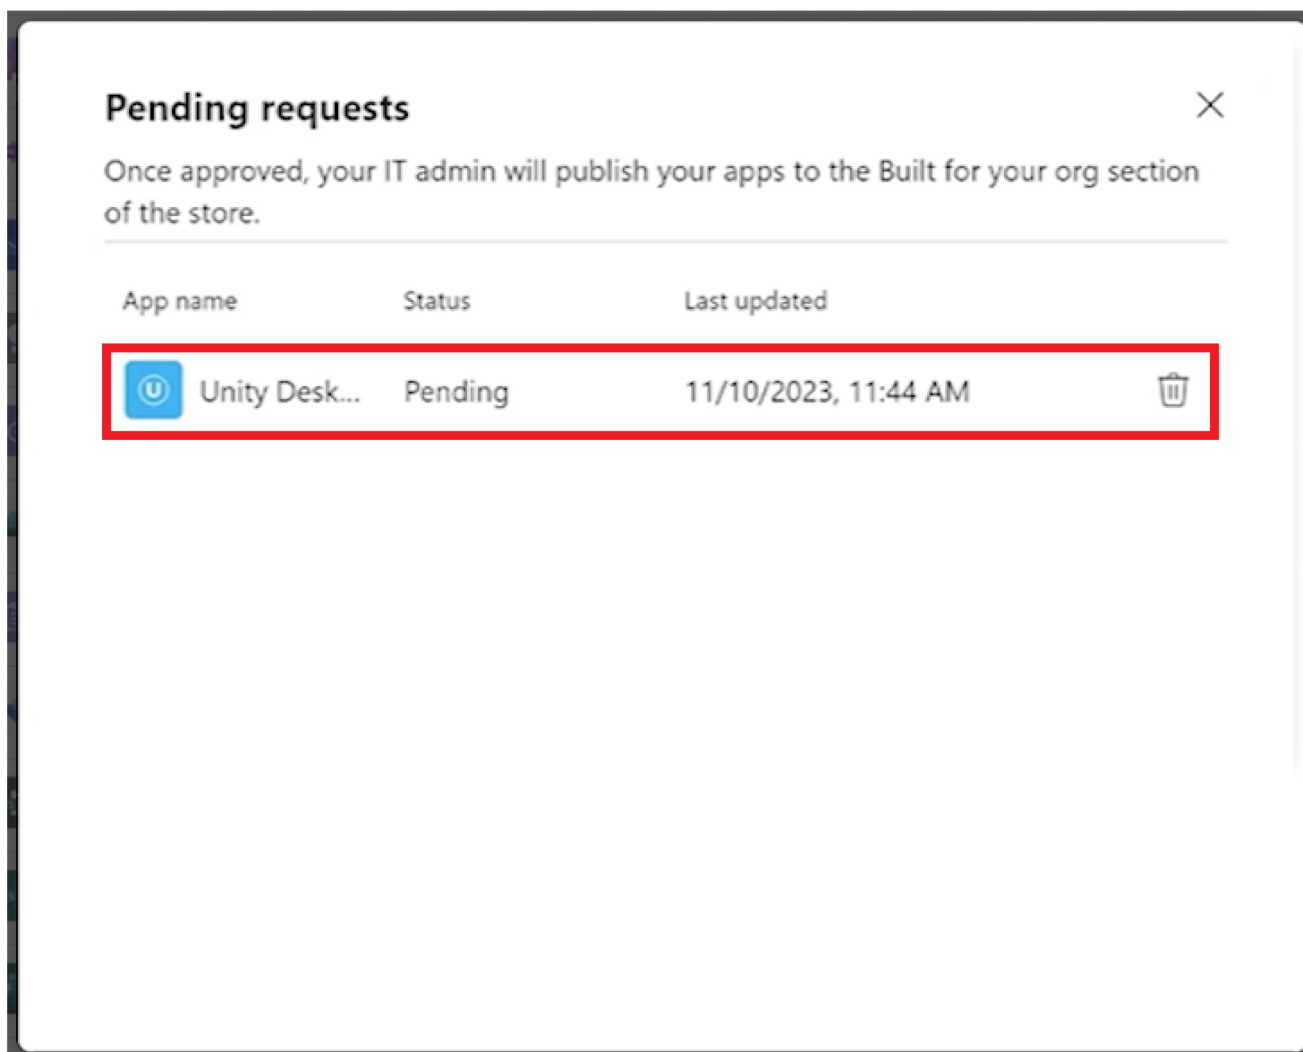 Pending requests
Once approved, your IT admin will publish your apps to the Built for your org section
of the store.
App name Status Last updated
U Unity Desk... Pending 11/10/2023, 11:44 AM